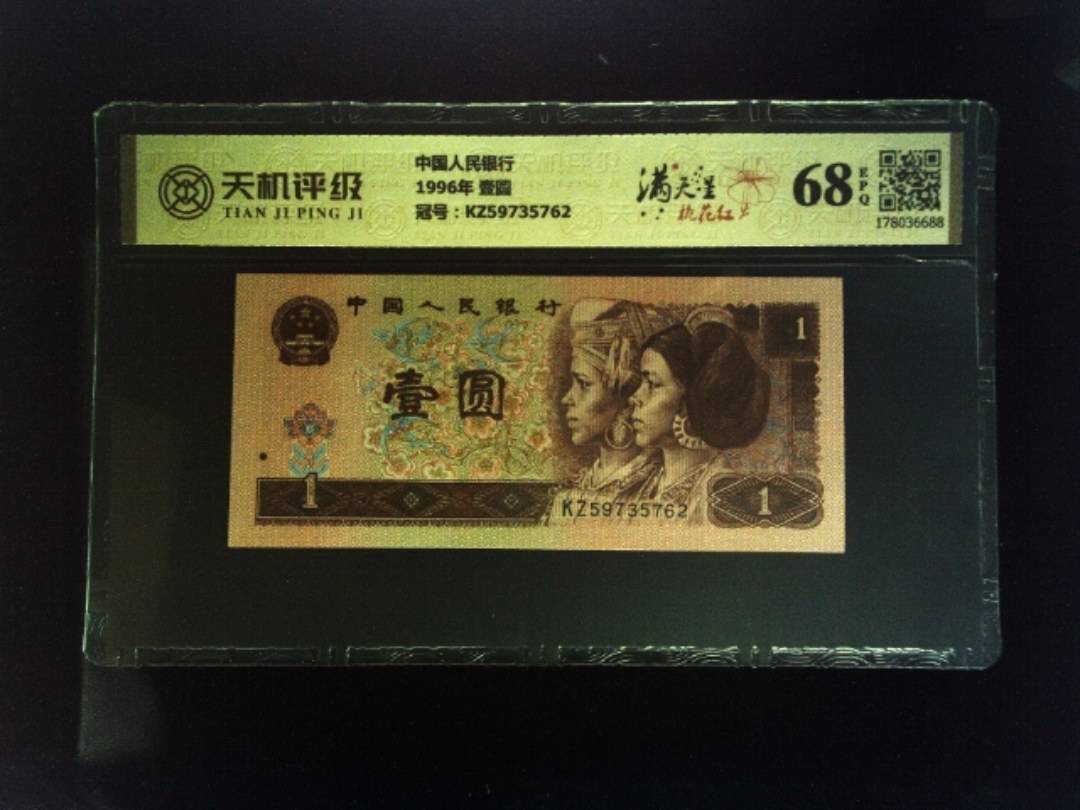 天机评级
TIAN JI PING JI
中国人民银行
1996年 壹圆
冠号：KZ59735762
满天星
桃花红
68
EPQ
178036688
中国人民银行
壹圆
1
1
KZ59735762
1